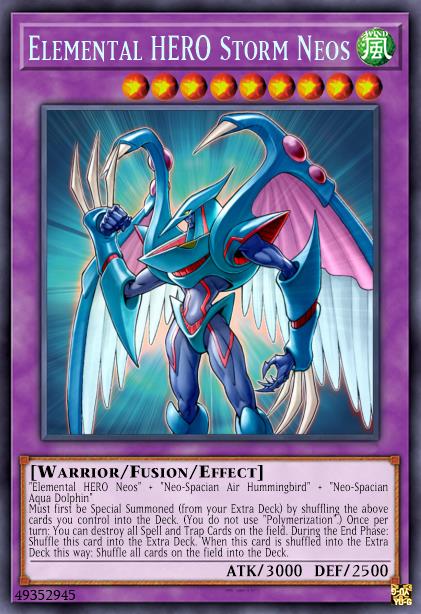 ELEMENTAL HERO STORM NEOS
WIND
風
[WARRIOR/FUSION/EFFECT]
"Elemental HERO Neos" + "Neo-Spacian Air Hummingbird" + "Neo-Spacian
Aqua Dolphin"
Must first be Special Summoned (from your Extra Deck) by shuffling the above
cards you control into the Deck. (You do not use "Polymerization".) Once per
turn: You can destroy all Spell and Trap Cards on the field. During the End Phase:
Shuffle this card into the Extra Deck. When this card is shuffled into the Extra
Deck this way: Shuffle all cards on the field into the Deck.
ATK/3000 DEF/2500
49352945